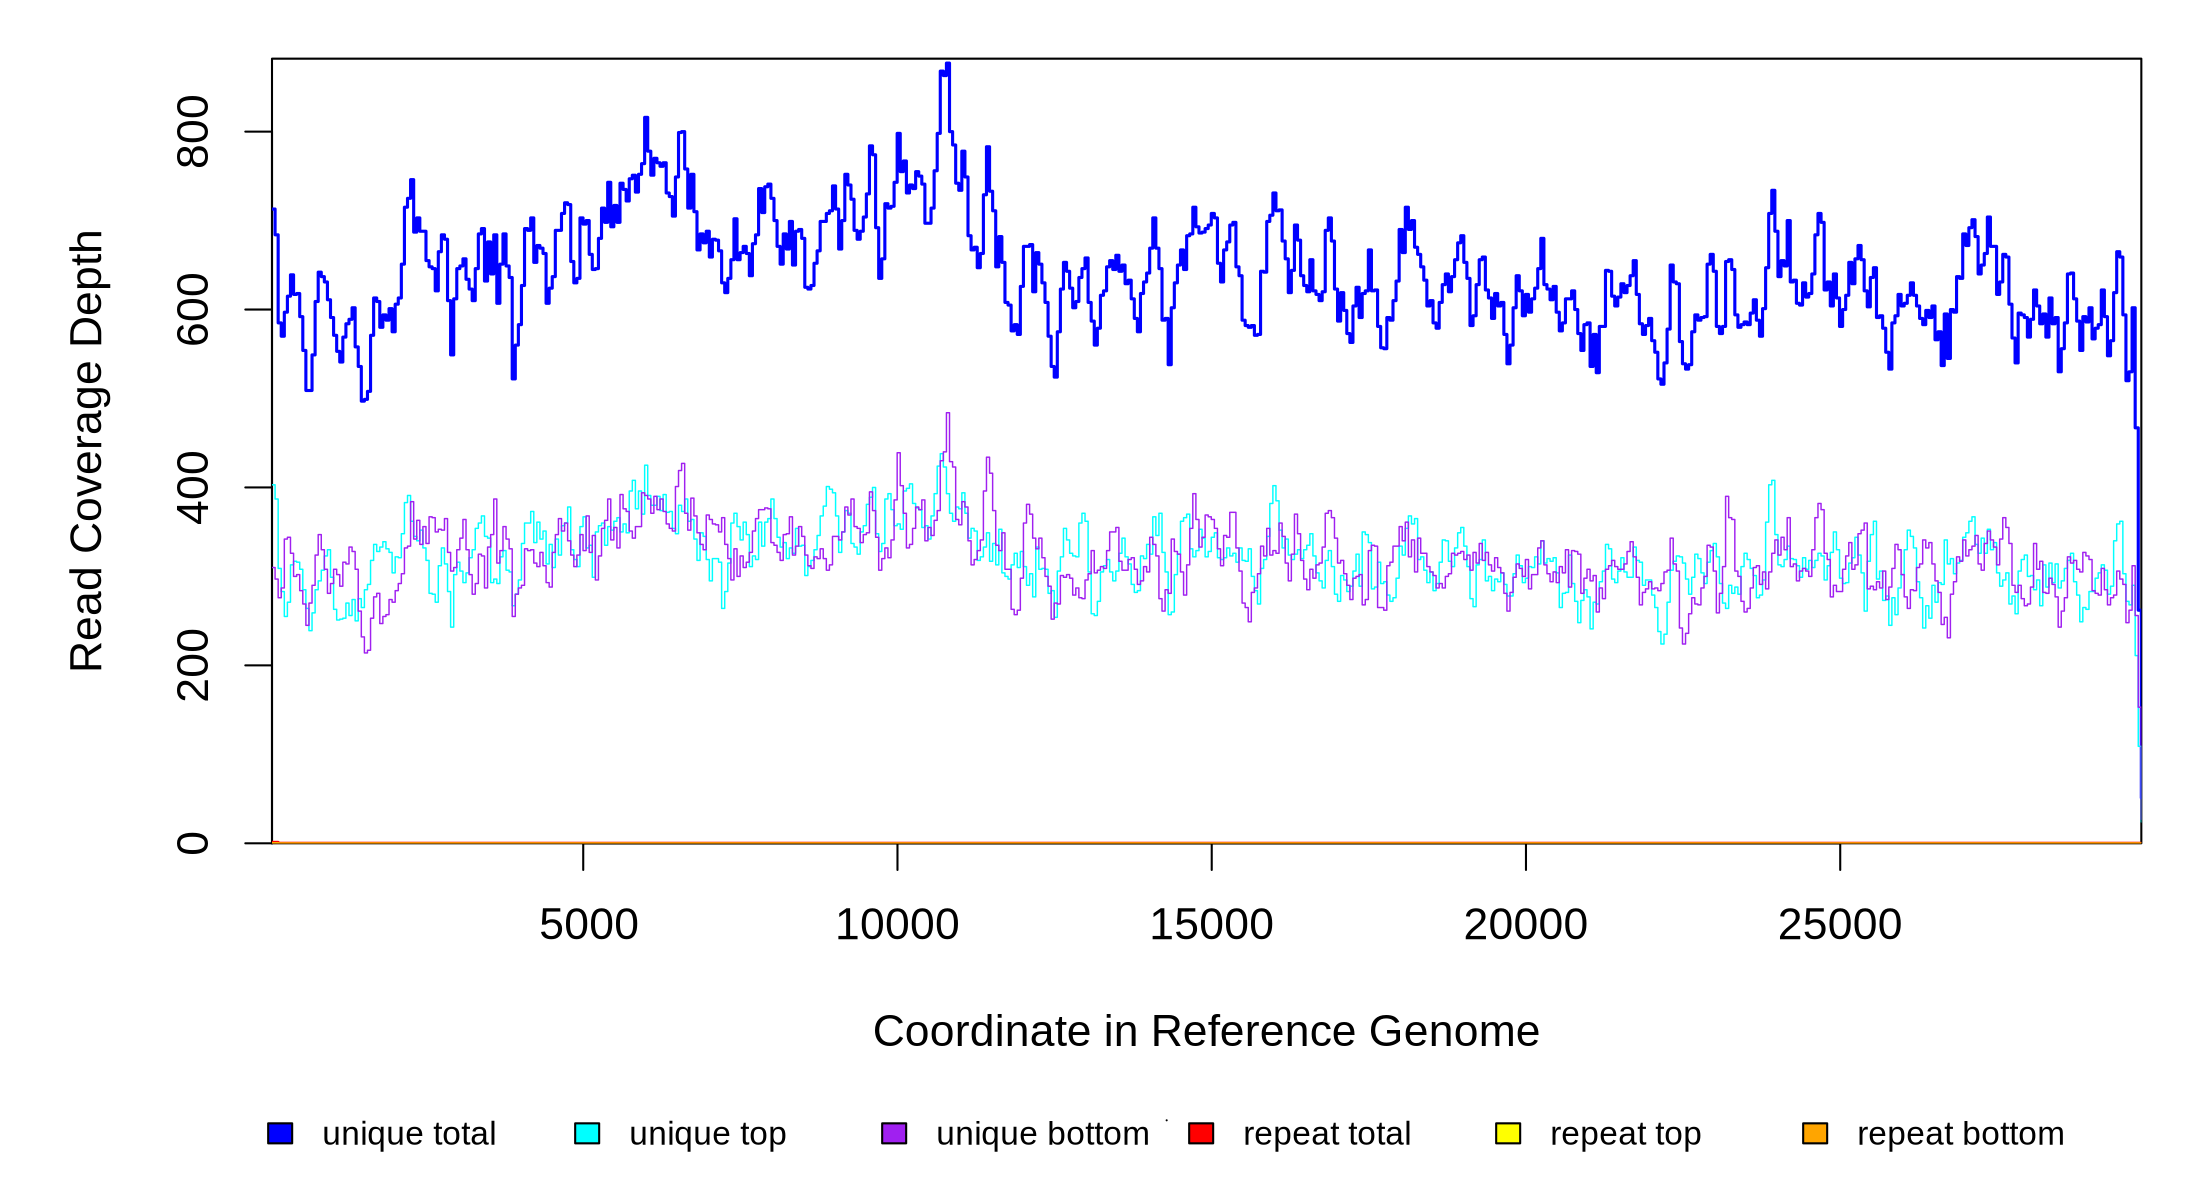 Read Coverage Depth
800
600
400
200
0
5000 10000 15000 20000 25000
Coordinate in Reference Genome
unique total unique top unique bottom repeat total repeat top repeat bottom